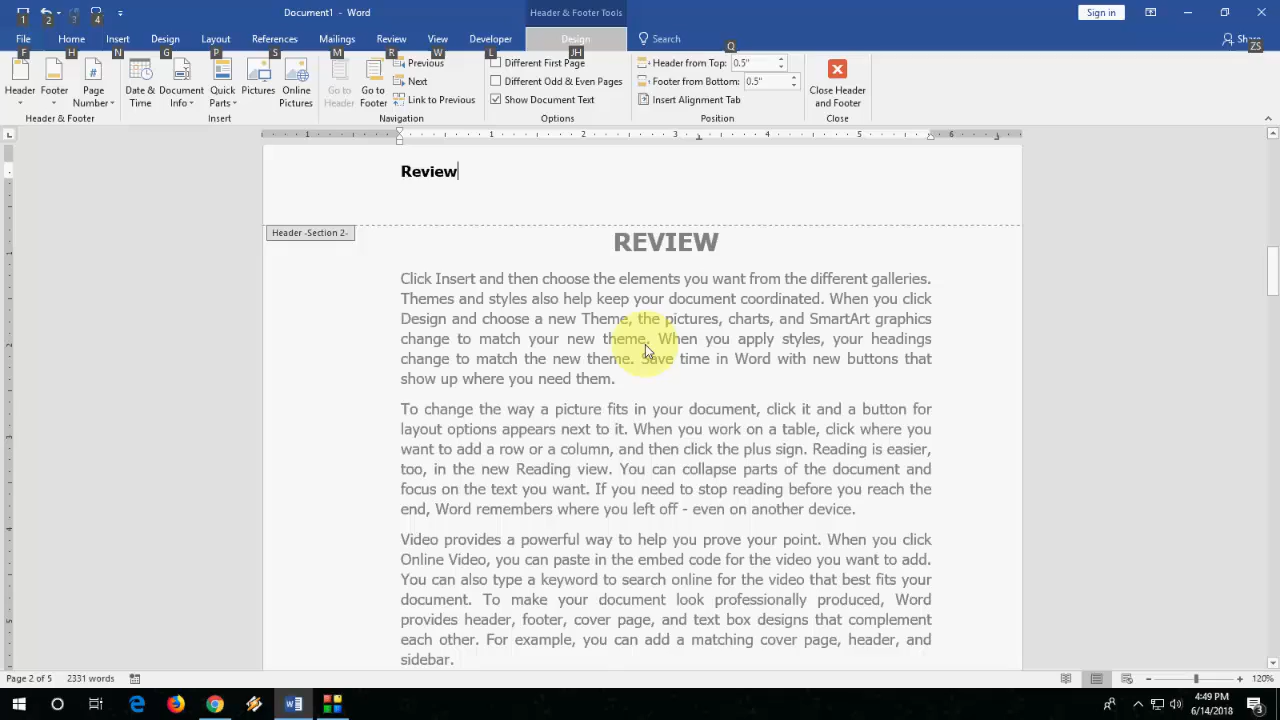 Document1 - Word
Header & Footer Tools
Sign in
1
2
3
4
File
Home
Insert
Design
Layout
References
Mailings
Review
View
Developer
Design
Search
Share
F
H
N
G
P
S
M
R
W
L
JH
Q
ZS
Header
Footer
Page
Number
Header & Footer
Date &
Time
Document
Info
Quick
Parts
Pictures
Online
Pictures
Insert
Go to
Header
Go to
Footer
Previous
Next
Link to Previous
Navigation
Different First Page
Different Odd & Even Pages
Show Document Text
Options
Header from Top: 0.5"
Footer from Bottom: 0.5"
Insert Alignment Tab
Position
Close Header
and Footer
Close
1 1 2 3 4 5 6
Review
Header -Section 2-
REVIEW
Click Insert and then choose the elements you want from the different galleries.
Themes and styles also help keep your document coordinated. When you click
Design and choose a new Theme, the pictures, charts, and SmartArt graphics
change to match your new theme. When you apply styles, your headings
change to match the new theme. Save time in Word with new buttons that
show up where you need them.
To change the way a picture fits in your document, click it and a button for
layout options appears next to it. When you work on a table, click where you
want to add a row or a column, and then click the plus sign. Reading is easier,
too, in the new Reading view. You can collapse parts of the document and
focus on the text you want. If you need to stop reading before you reach the
end, Word remembers where you left off - even on another device.
Video provides a powerful way to help you prove your point. When you click
Online Video, you can paste in the embed code for the video you want to add.
You can also type a keyword to search online for the video that best fits your
document. To make your document look professionally produced, Word
provides header, footer, cover page, and text box designs that complement
each other. For example, you can add a matching cover page, header, and
sidebar.
Page 2 of 5
2331 words
120%
4:49 PM
6/14/2018